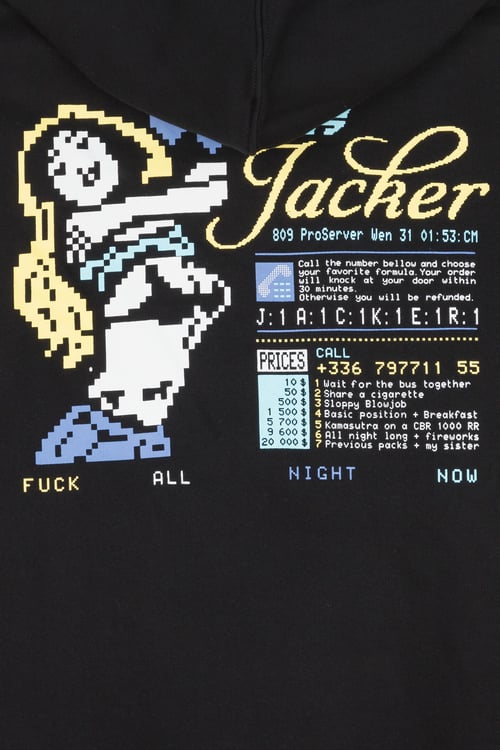 Jacker
809 ProServer Wen 31 01:53:CM
Call the number bellow and choose
your favorite formula. Your order
will knock at your door within
30 minutes.
Otherwise you will be refunded.
J:1 A:1 C:1K:1 E:1R:1
PRICES
CALL
+336 797711 55
10 $ 1 Wait for the bus together
50 $ 2 Share a cigarette
500 $ 3 Sloppy Blowjob
1 500 $ 4 Basic position + Breakfast
5 700 $ 5 Kamasutra on a CBR 1000 RR
9 600 $ 6 All night long + fireworks
20 000 $ 7 Previous packs + my sister
FUCK ALL NIGHT NOW